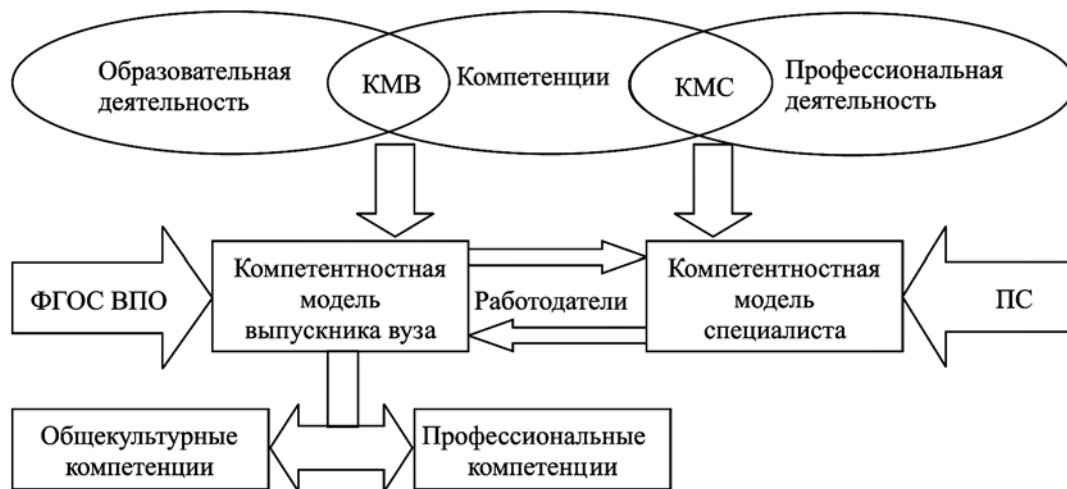 Образовательная
деятельность
КМВ
Компетенции
КМС
Профессиональная
деятельность
ФГОС ВПО
Компетентностная
модель
выпускника вуза
Работодатели
Компетентностная
модель
специалиста
ПС
Общекультурные
компетенции
Профессиональные
компетенции